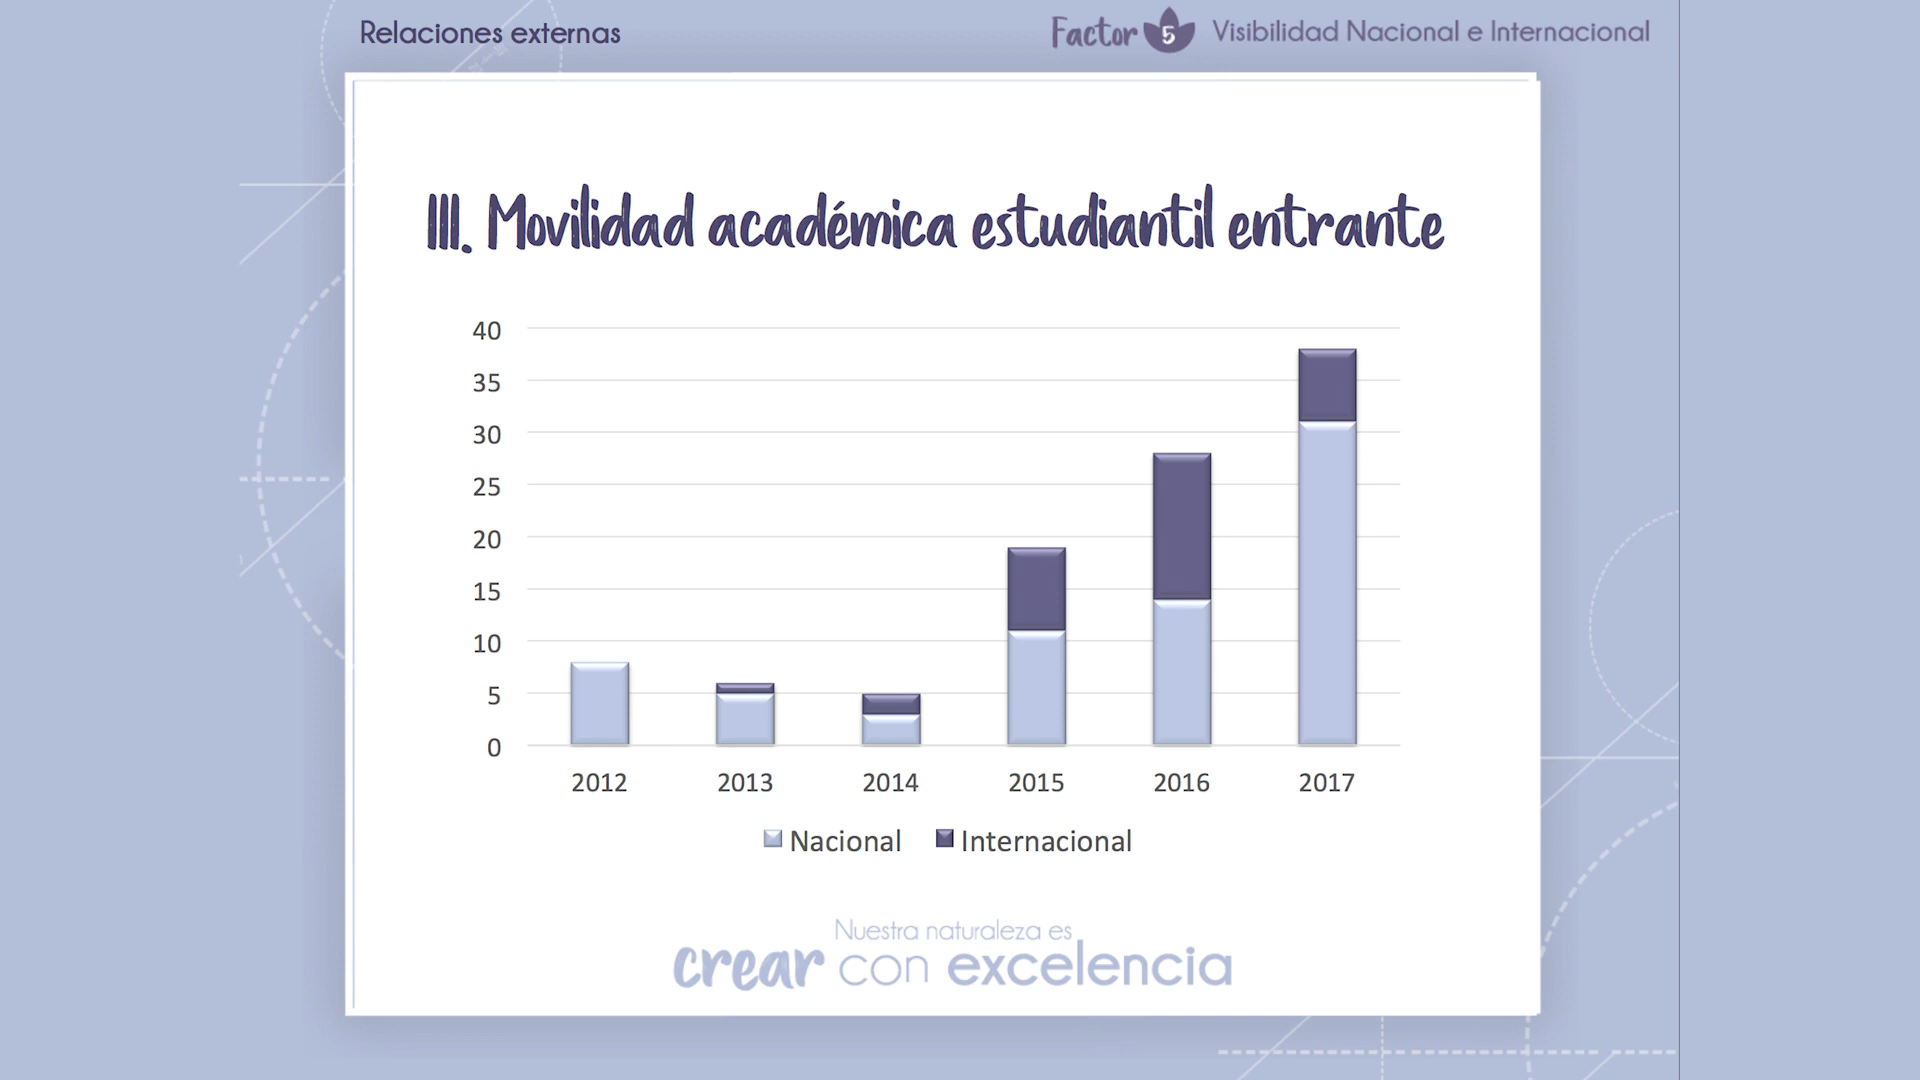 Relaciones externas
Factor 5 Visibilidad Nacional e Internacional
III. Movilidad académica estudiantil entrante
40
35
30
25
20
15
10
5
0
2012 2013 2014 2015 2016 2017
Nacional Internacional
Nuestra naturaleza es
crear con excelencia